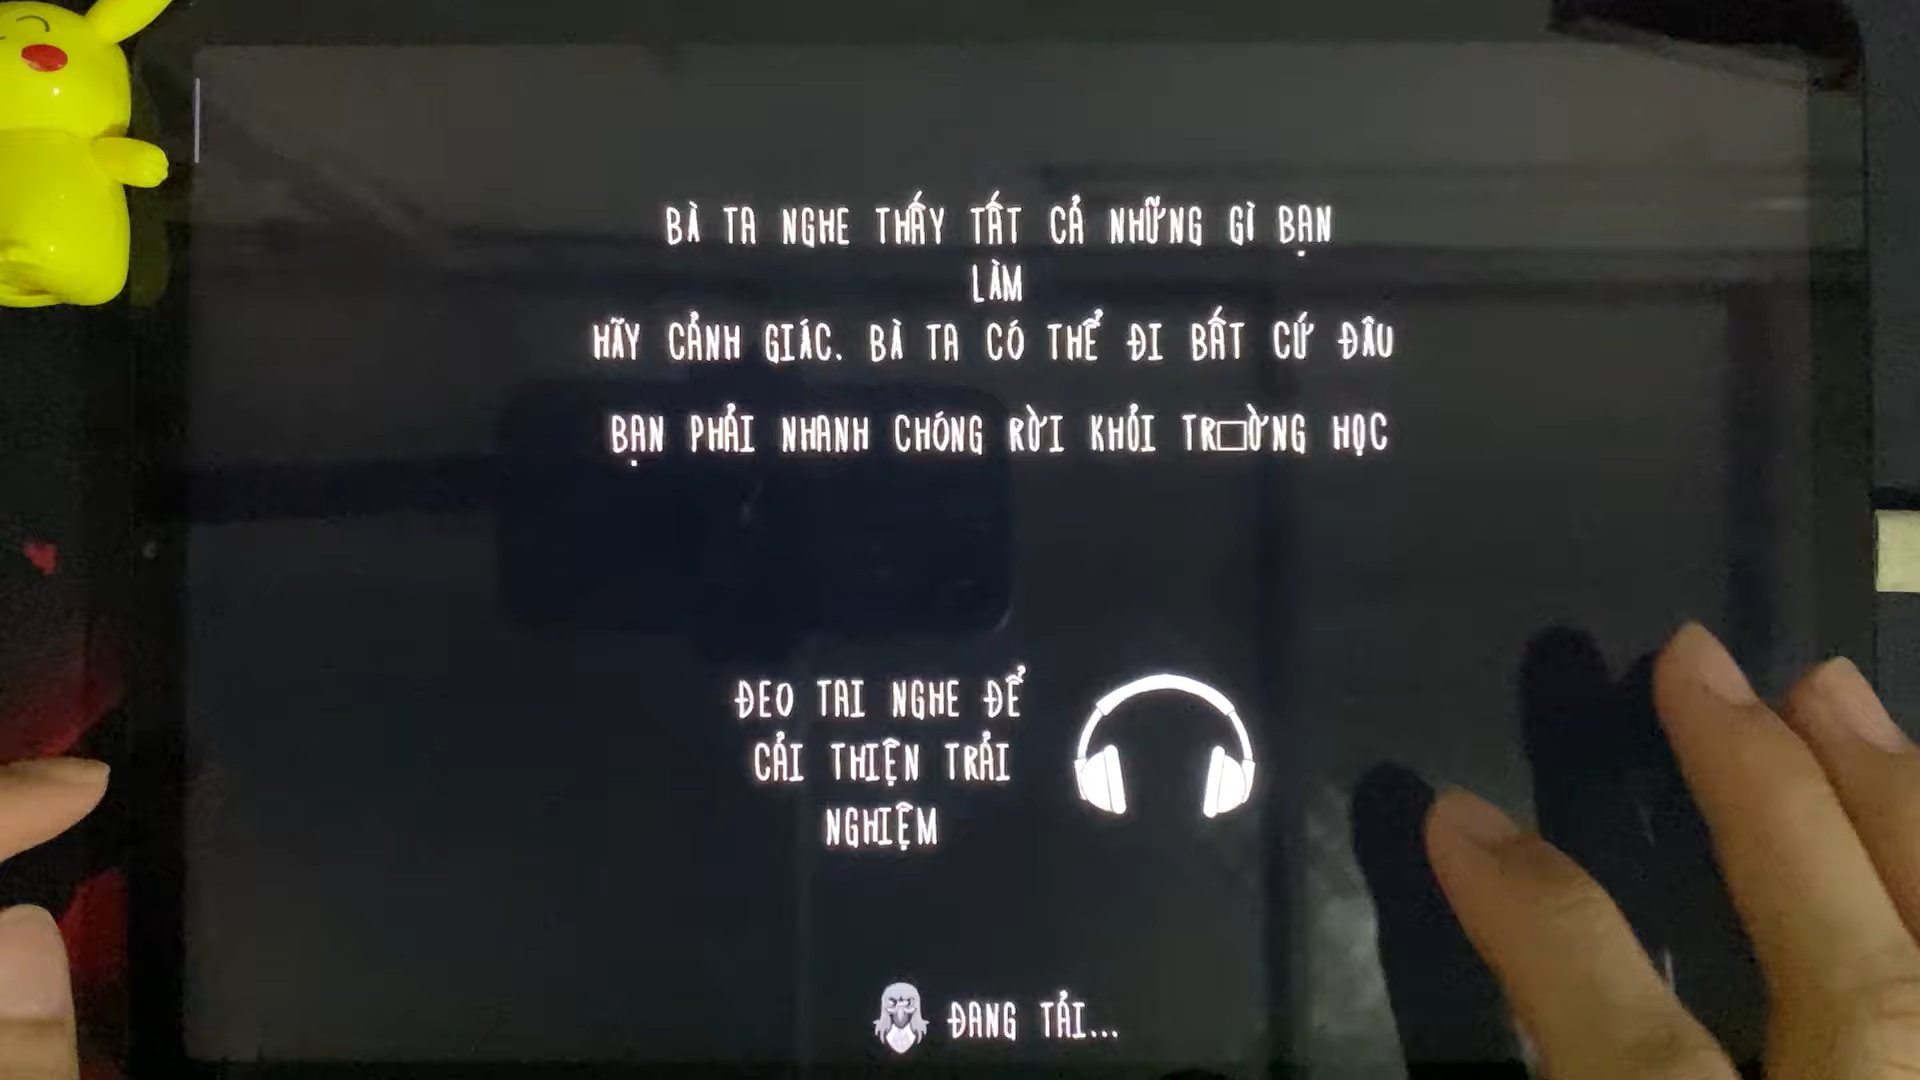 BÀ TA NGHE THẤY TẤT CẢ NHỮNG GÌ BẠN
LÀM
HÃY CẢNH GIÁC. BÀ TA CÓ THỂ ĐI BẤT CỨ ĐÂU
BẠN PHẢI NHANH CHÓNG RỜI KHỎI TR□ỜNG HỌC
ĐEO TAI NGHE ĐỂ
CẢI THIỆN TRẢI
NGHIỆM
ĐANG TẢI...